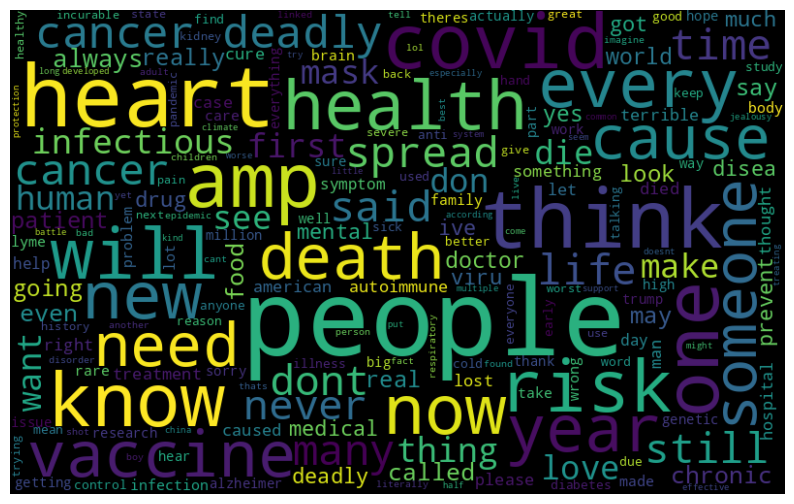 incurable
state
find
cancer
deadly
covid
theres
actually
great
hope
much
healthy
linked
tell
try
kidney
always
really
cure
brain
lol
good
got
world
time
imagine
mask
back
especially
every
say
study
long
developed
adult
heart
health
hand
best
keep
body
protection
pandemic
everything
case
care
climate
part
yes
terrible
jealousy
infectious
first
spread
severe
anti
system
work
cause
common
seem
children
worse
sure
used
give
die
cancer
pain
little
something
look
way
disea
amp
symptom
don
died
human
drug
said
family
let
lives
think
someone
prevent
thought
yet
next
epidemic
see
well
sick
ive
better
according
talking
patient
battle
bad
will
problem
mental
death
doctor
come
doesnt
treating
lyme
kind
million
life
make
help
cant
lot
food
viru
worst
support
high
going
new
american
autoimmune
multiple
trump
even
anyone
people
everyone
early
may
day
history
another
reason
person
put
use
man
might
want
right
need
illness
bigfact
respiratory
cold
found
thank
word
one
disorder
rare
treatment
sorry
dont
real
lost
risk
wrong
take
hospital
issue
know
thats
never
now
year
genetic
mean
shot
research
caused
medical
thing
love
still
trying
china
hear
vaccine
many
called
please
due
made
chronic
boy
deadly
diabetes
getting
control
infection
alzheimer
literally
half
effective